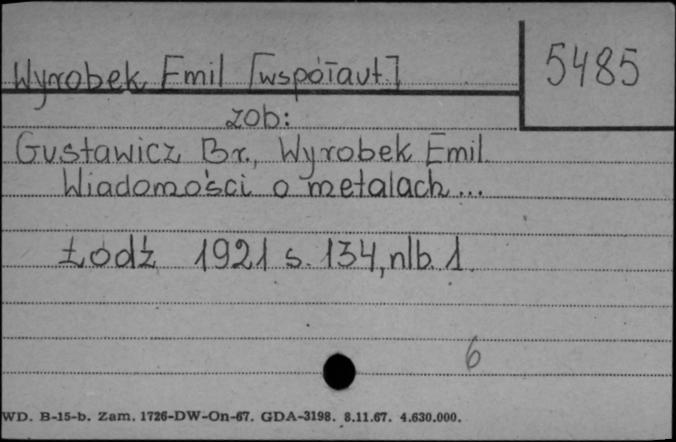 Wyrobek Emil [współaut.]
5485
zob:
Gustawicz Br., Wyrobek Emil
Wiadomości o metalach...
Łódź 1921 s. 134, nlb. 1.
6
WD. B-15-b. Zam. 1726-DW-On-67. GDA-3198. 8.11.67. 4.630.000.